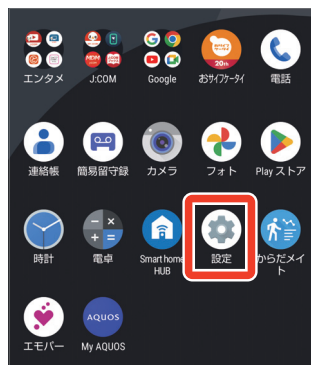 エンタメ
J:COM
Google
おサイフケータイ
電話
連絡帳
簡易留守録
カメラ
フォト
Play ストア
時計
電卓
Smart home
HUB
設定
からだメイ
ト
エモパー
AQUOS
My AQUOS